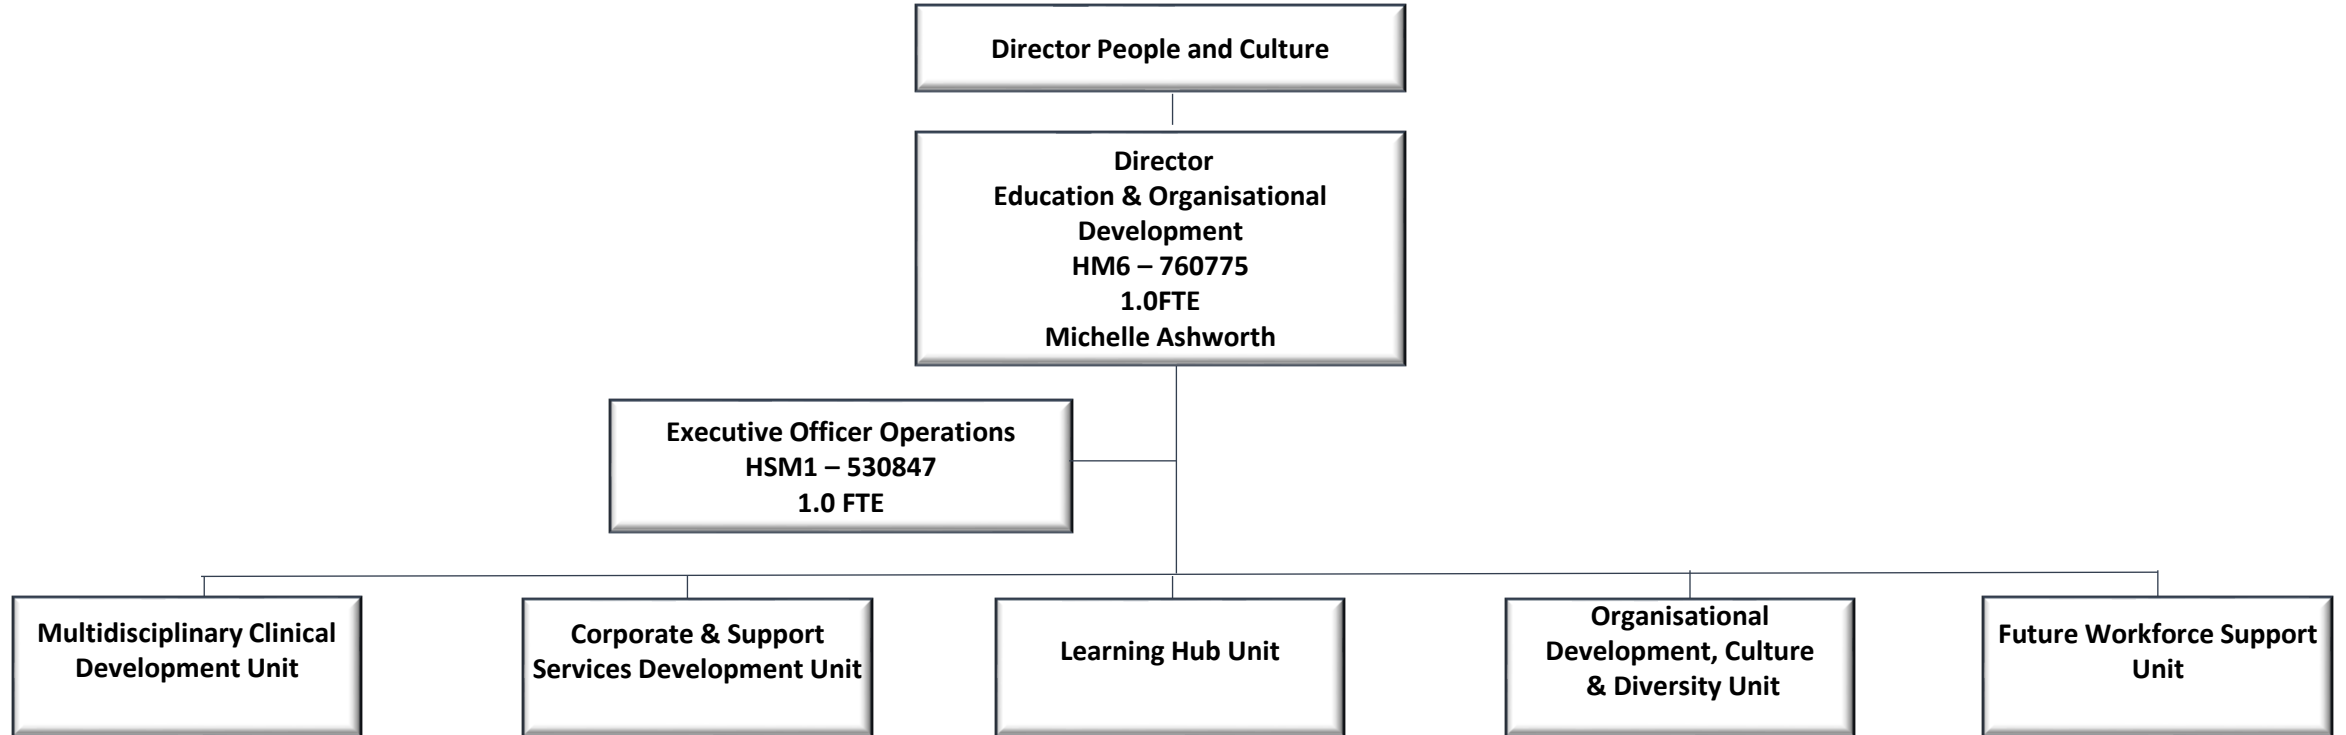 Director People and Culture
Director
Education & Organisational
Development
HM6 – 760775
1.0FTE
Michelle Ashworth
Executive Officer Operations
HSM1 – 530847
1.0 FTE
Multidisciplinary Clinical
Development Unit
Corporate & Support
Services Development Unit
Learning Hub Unit
Organisational
Development, Culture
& Diversity Unit
Future Workforce Support
Unit